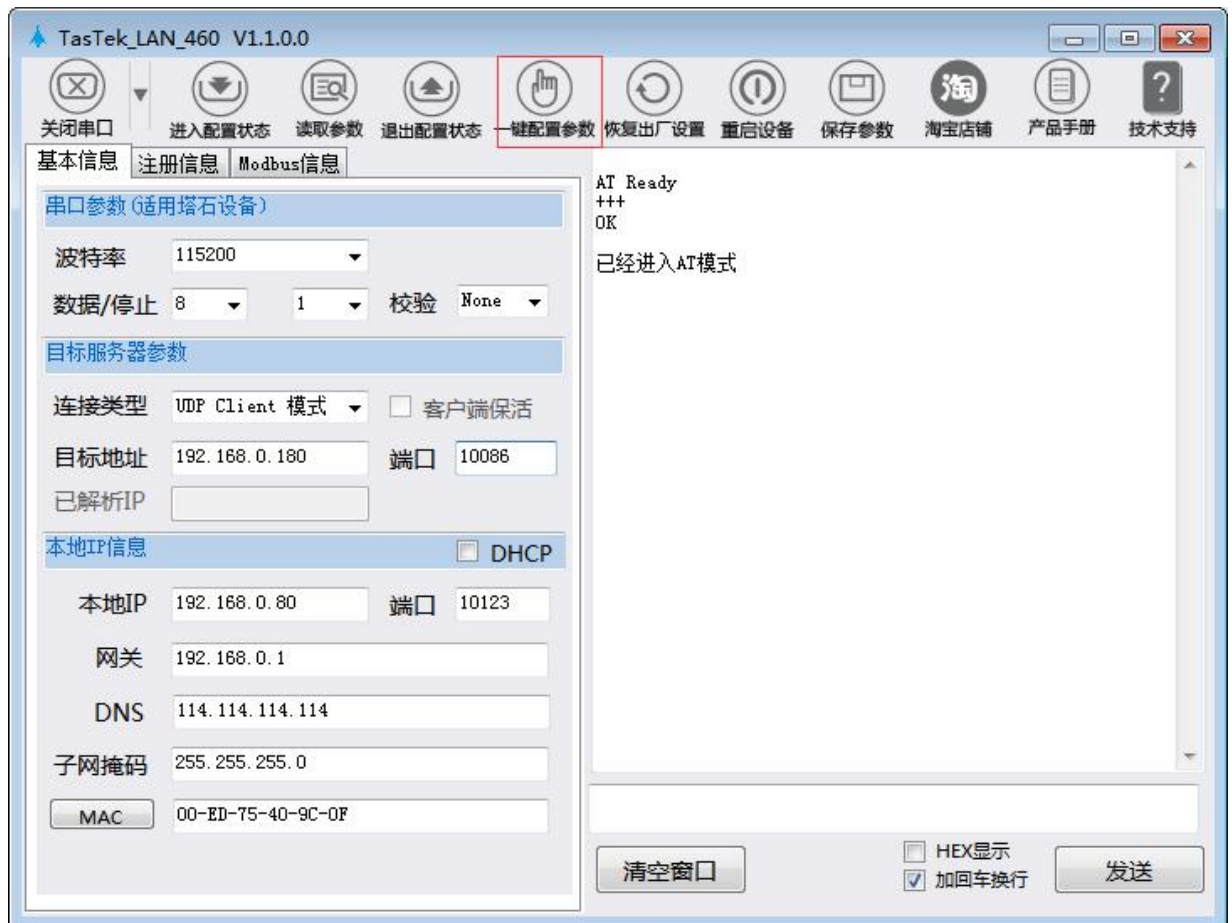 TasTek_LAN_460 V1.1.0.0
关闭串口 进入配置状态 读取参数 退出配置状态 一键配置参数 恢复出厂设置 重启设备 保存参数 淘宝店铺 产品手册 技术支持
淘
基本信息 注册信息 Modbus信息
串口参数(适用塔石设备)
波特率 115200
数据/停止 8 1 校验 None
目标服务器参数
连接类型 UDP Client 模式 客户端保活
目标地址 192.168.0.180 端口 10086
已解析IP
本地IP信息 DHCP
本地IP 192.168.0.80 端口 10123
网关 192.168.0.1
DNS 114.114.114.114
子网掩码 255.255.255.0
MAC 00-ED-75-40-9C-0F
AT Ready
+++
OK
已经进入AT模式
清空窗口
HEX显示
加回车换行
发送